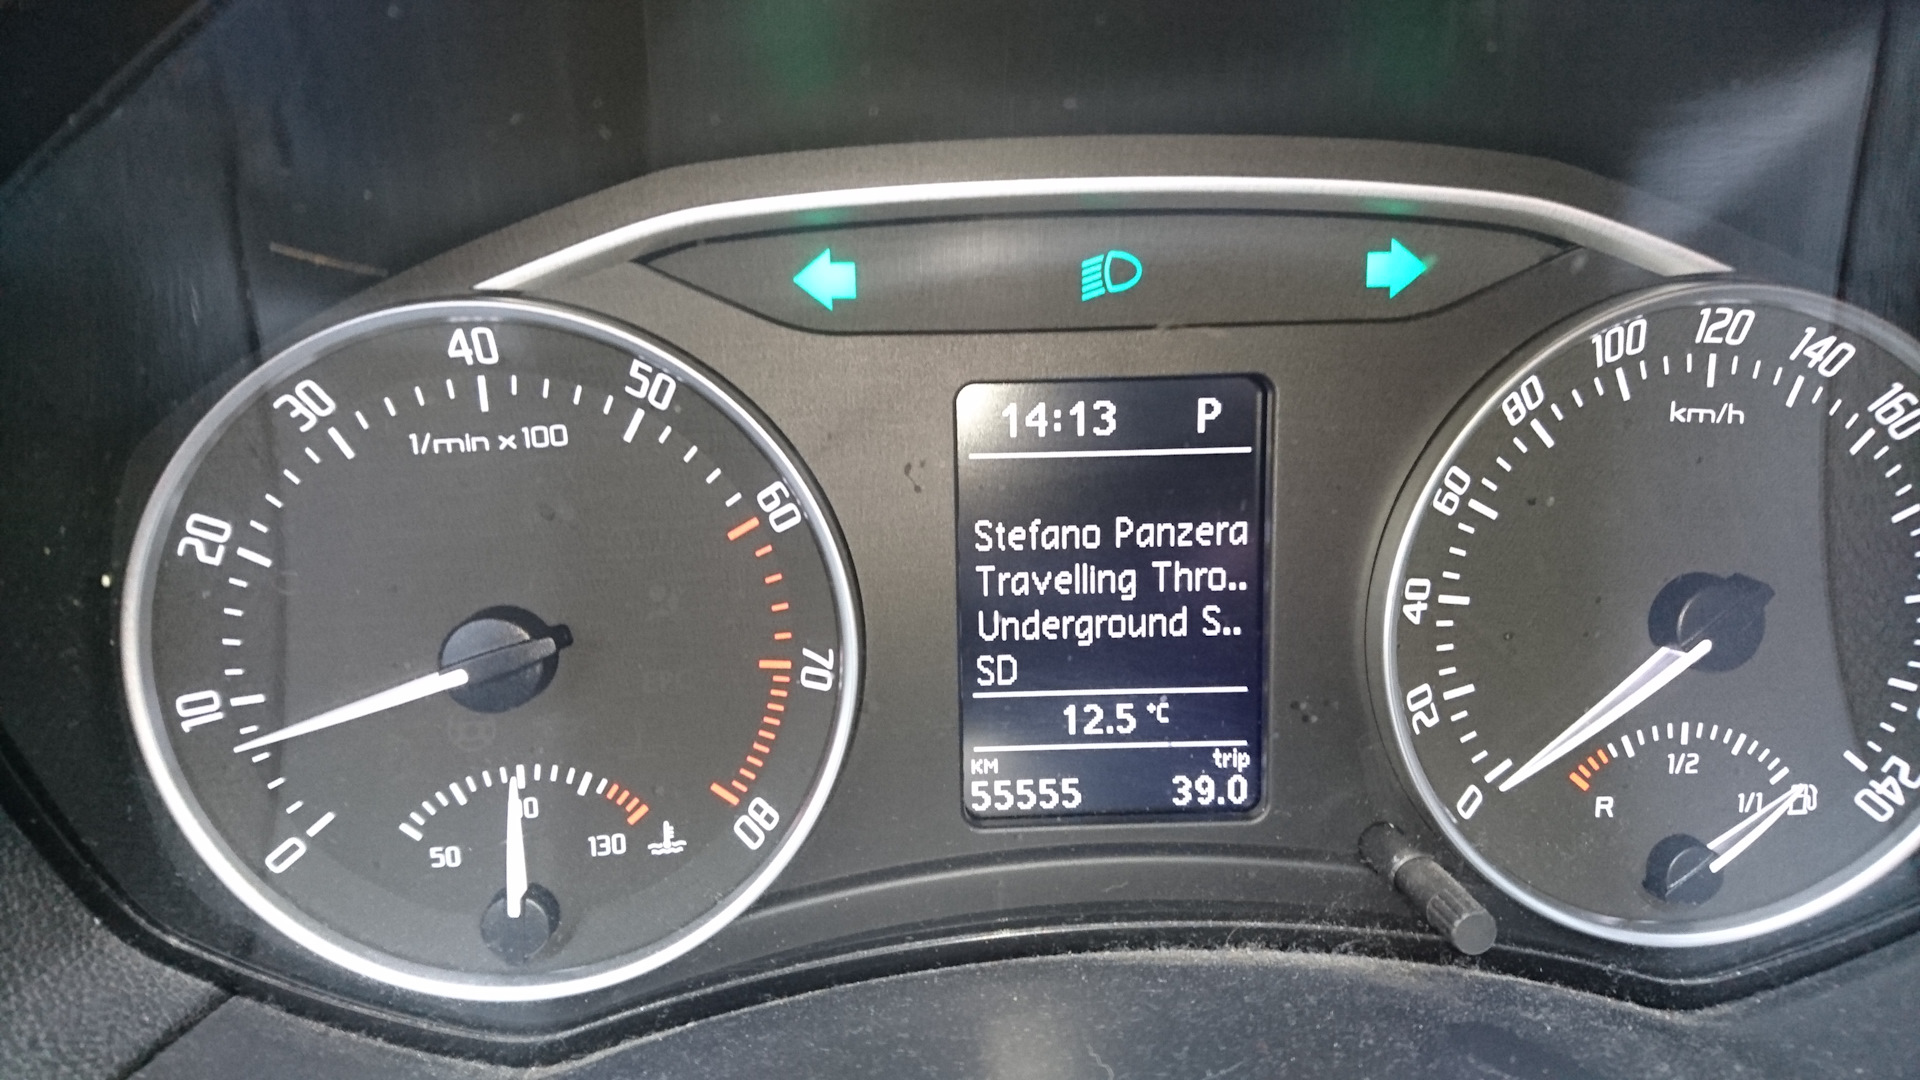 0
10
20
30
40
50
60
70
80
1/min x 100
50
130
14:13 P
Stefano Panzera
Travelling Thro..
Underground S..
SD
12.5 °C
KM trip
55555 39.0
0
20
40
60
80
100
120
140
160
240
km/h
R 1/2 1/1